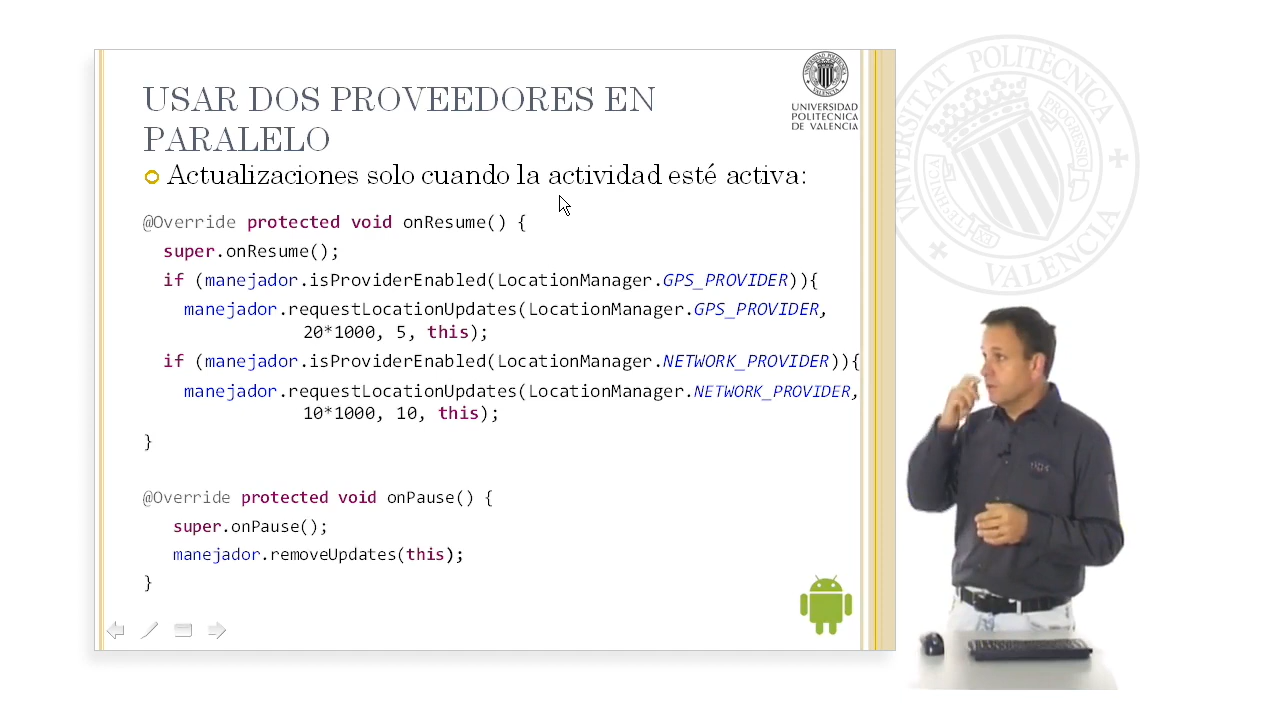 USAR DOS PROVEEDORES EN
PARALELO
UNIVERSIDAD
POLITECNICA
DE VALENCIA
Actualizaciones solo cuando la actividad esté activa:
@Override protected void onResume() {
super.onResume();
if (manejador.isProviderEnabled(LocationManager.GPS_PROVIDER)){
manejador.requestLocationUpdates(LocationManager.GPS_PROVIDER,
20*1000, 5, this);
if (manejador.isProviderEnabled(LocationManager.NETWORK_PROVIDER)){
manejador.requestLocationUpdates(LocationManager.NETWORK_PROVIDER,
10*1000, 10, this);
}
@Override protected void onPause() {
super.onPause();
manejador.removeUpdates(this);
}
UNIVERSITAT POLITÈCNICA
VALÈNCIA